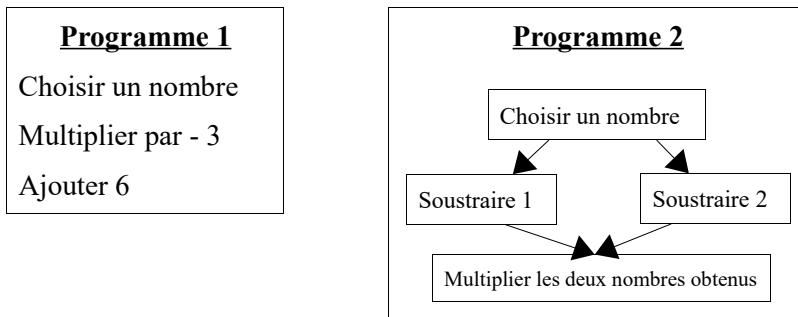 Programme 1
Choisir un nombre
Multiplier par - 3
Ajouter 6
Programme 2
Choisir un nombre
Soustraire 1
Soustraire 2
Multiplier les deux nombres obtenus